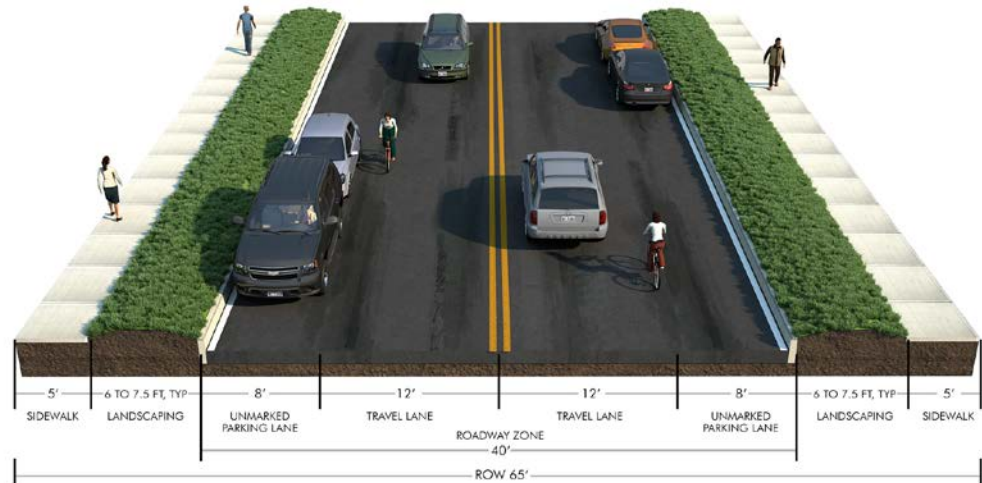 5' 6 TO 7.5 FT, TYP 8' 12' 12' 8' 6 TO 7.5 FT, TYP 5'
SIDEWALK LANDSCAPING UNMARKED PARKING LANE TRAVEL LANE TRAVEL LANE UNMARKED PARKING LANE LANDSCAPING SIDEWALK
ROADWAY ZONE
40'
ROW 65'